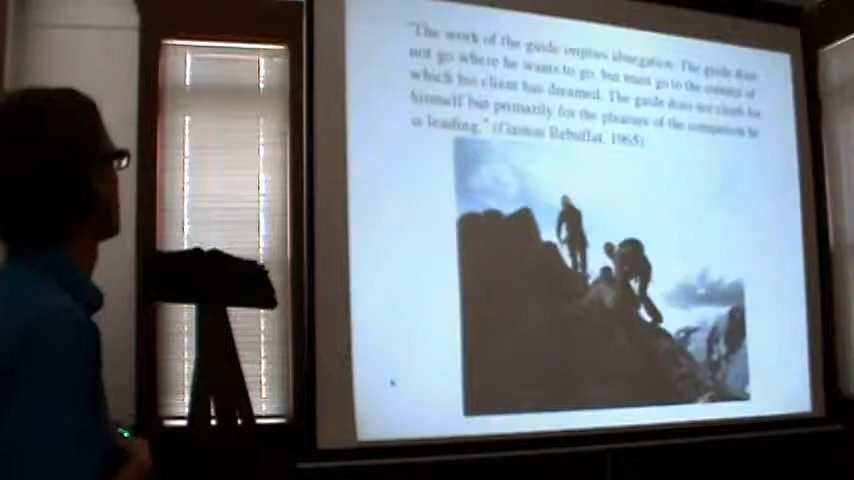 "The work of the guide implies abnegation. The guide does
not go where he wants to go, but must go to the summit of
which his client has dreamed. The guide does not climb for
himself but primarily for the pleasure of the companion he
is leading." (Gaston Rebuffat, 1965)